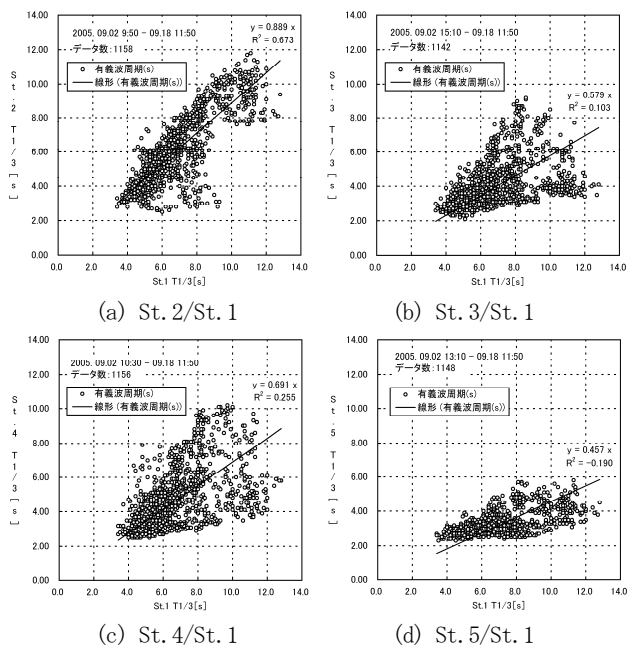 14.00
12.00
10.00
8.00
6.00
4.00
2.00
0.00
St.2 T1/3[s]
2005. 09.02 9:50 - 09.18 11:50
データ数:1158
有義波周期(s)
線形 (有義波周期(s))
y = 0.889 x
R² = 0.673
0.0 2.0 4.0 6.0 8.0 10.0 12.0 14.0
St.1 T1/3[s]
(a) St.2/St.1
14.00
12.00
10.00
8.00
6.00
4.00
2.00
0.00
St.3 T1/3[s]
2005. 09.02 15:10 - 09.18 11:50
データ数:1142
有義波周期(s)
線形 (有義波周期(s))
y = 0.579 x
R² = 0.103
0.0 2.0 4.0 6.0 8.0 10.0 12.0 14.0
St.1 T1/3[s]
(b) St.3/St.1
14.00
12.00
10.00
8.00
6.00
4.00
2.00
0.00
St.4 T1/3[s]
2005. 09.02 10:30 - 09.18 11:50
データ数:1156
有義波周期(s)
線形 (有義波周期(s))
y = 0.691 x
R² = 0.255
0.0 2.0 4.0 6.0 8.0 10.0 12.0 14.0
St.1 T1/3[s]
(c) St.4/St.1
14.00
12.00
10.00
8.00
6.00
4.00
2.00
0.00
St.5 T1/3[s]
2005. 09.02 13:10 - 09.18 11:50
データ数:1148
有義波周期(s)
線形 (有義波周期(s))
y = 0.457 x
R² = -0.190
0.0 2.0 4.0 6.0 8.0 10.0 12.0 14.0
St.1 T1/3[s]
(d) St.5/St.1